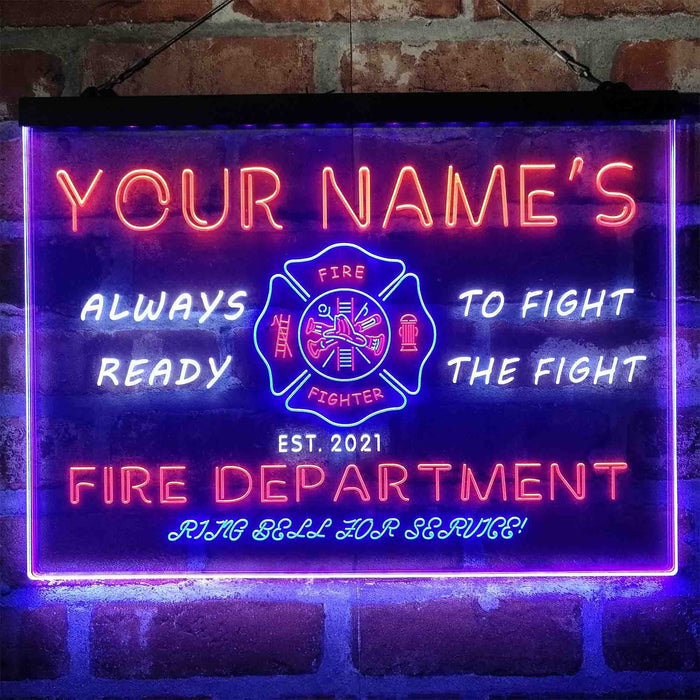 YOUR NAME'S
ALWAYS
READY
FIRE
FIGHTER
TO FIGHT
THE FIGHT
EST. 2021
FIRE DEPARTMENT
RING BELL FOR SERVICE!